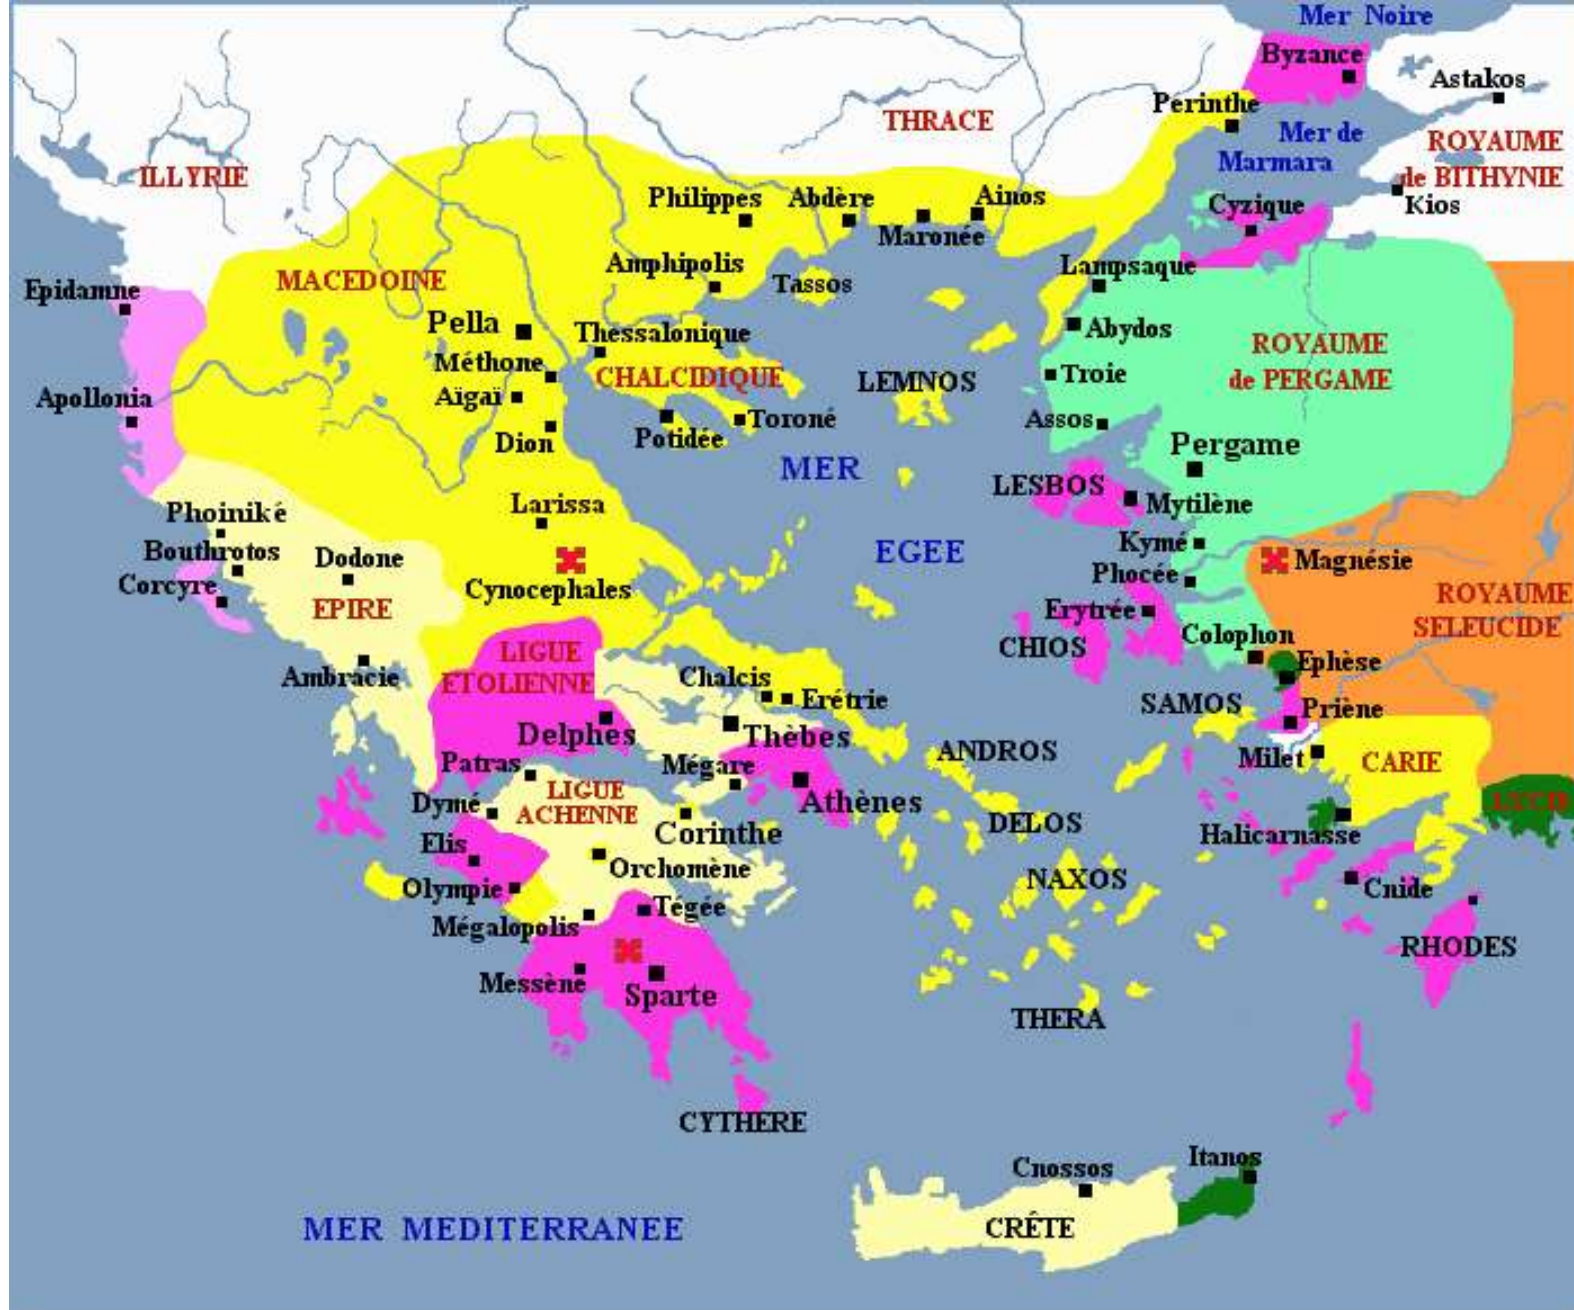 Mer Noire
Byzance
Astakos
Perinthe
THRACE
Mer de
Marmara
ROYAUME
de BITHYNIE
ILLYRIE
Philippes
Abdère
Ainos
Cyzique
Kios
Maronée
MACEDOINE
Amphipolis
Tassos
Lampsaque
Epidamne
Pella
Thessalonique
Abydos
ROYAUME
de PERGAME
Méthone
CHALCIDIQUE
LEMNOS
Troie
Apollonia
Aïgaï
Dion
Potidée
Toroné
Assos
MER
Pergame
LESBOS
Mytilène
Phoiniké
Larissa
Bouthrotos
Dodone
EGEE
Kymé
Magnésie
Corcyre
Cynocephales
Phocée
EPIRE
Erytrée
ROYAUME
SELEUCIDE
LIGUE
ETOLIENNE
CHIOS
Colophon
Ambracie
Chalcis
Erétrie
Ephèse
SAMOS
Priène
Delphes
Thèbes
ANDROS
Milet
CARIE
Patras
Mégare
LIGUE
ACHENNE
Dymé
Athènes
LYCIE
Corinthe
DELOS
Halicarnasse
Elis
Orchomène
NAXOS
Olympie
Cnide
Tégée
Mégalopolis
RHODES
Messène
Sparte
THERA
CYTHERE
Cnossos
Itanos
MER MEDITERRANEE
CRÊTE